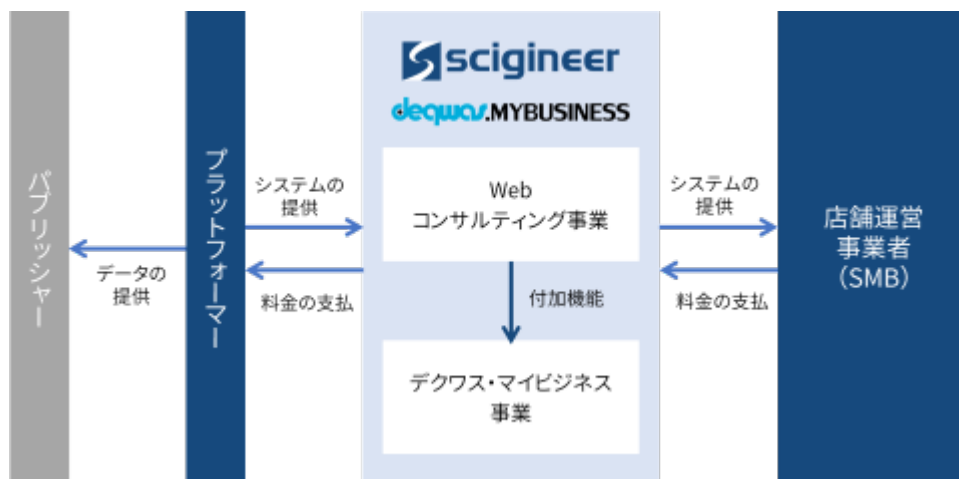 scigineer
deqwas.MYBUSINESS
パブリッシャー
データの
提供
プラットフォーマー
システムの
提供
料金の支払
Web
コンサルティング事業
付加機能
デクワス・マイビジネス
事業
システムの
提供
料金の支払
店舗運営
事業者
（SMB）